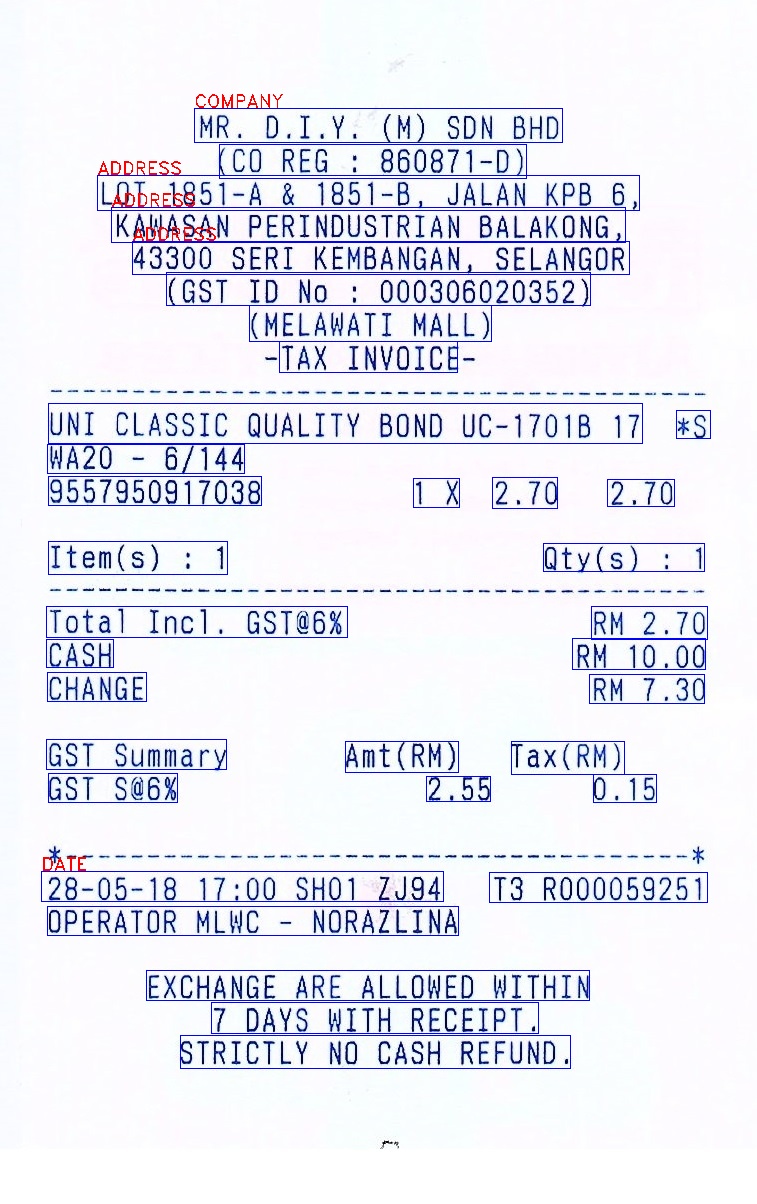 COMPANY
MR. D.I.Y. (M) SDN BHD
(CO REG : 860871-D)
ADDRESS
LOT 1851-A & 1851-B, JALAN KPB 6,
ADDRESS
KAWASAN PERINDUSTRIAN BALAKONG,
ADDRESS
43300 SERI KEMBANGAN, SELANGOR
(GST ID No : 000306020352)
(MELAWATI MALL)
-TAX INVOICE-
UNI CLASSIC QUALITY BOND UC-1701B 17 *S
WA20 - 6/144
9557950917038 1 X 2.70 2.70
Item(s) : 1 Qty(s) : 1
Total Incl. GST@6% RM 2.70
CASH RM 10.00
CHANGE RM 7.30
GST Summary Amt(RM) Tax(RM)
GST S@6% 2.55 0.15
*--------------------------------------*
DATE
28-05-18 17:00 SH01 ZJ94 T3 R000059251
OPERATOR MLWC - NORAZLINA
EXCHANGE ARE ALLOWED WITHIN
7 DAYS WITH RECEIPT.
STRICTLY NO CASH REFUND.